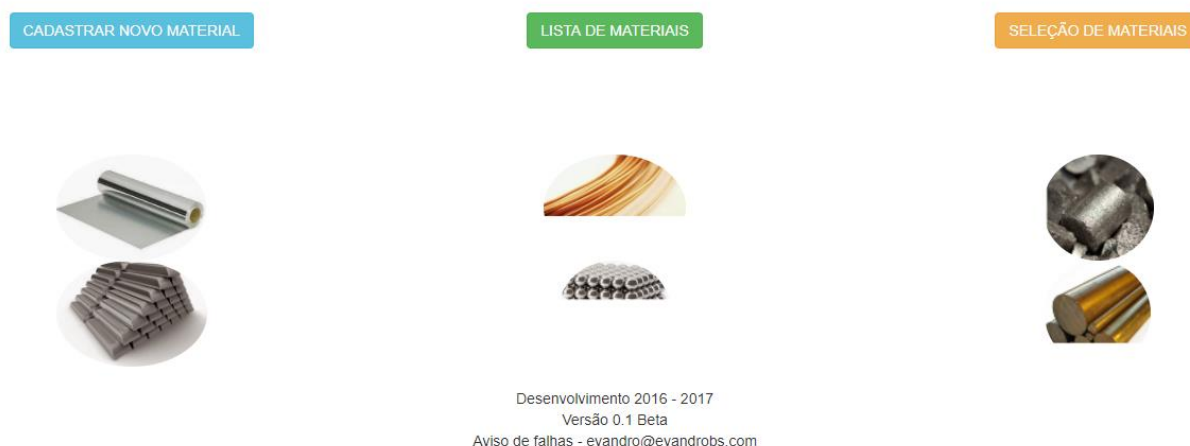 CADASTRAR NOVO MATERIAL
LISTA DE MATERIAIS
SELEÇÃO DE MATERIAIS
Desenvolvimento 2016 - 2017
Versão 0.1 Beta
Aviso de falhas - evandro@evandrobs.com